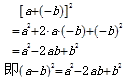 [a+(−b)]²
=a²+2·a·(−b)+(−b)²
=a²−2ab+b²
即(a−b)²=a²−2ab+b²